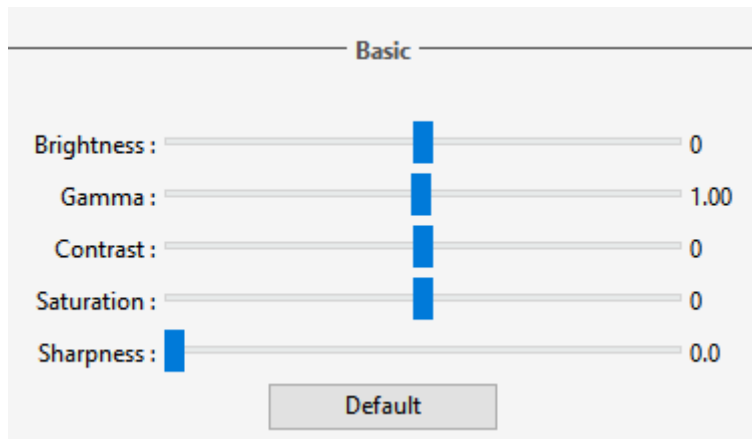 Basic
Brightness : 0
Gamma : 1.00
Contrast : 0
Saturation : 0
Sharpness : 0.0
Default